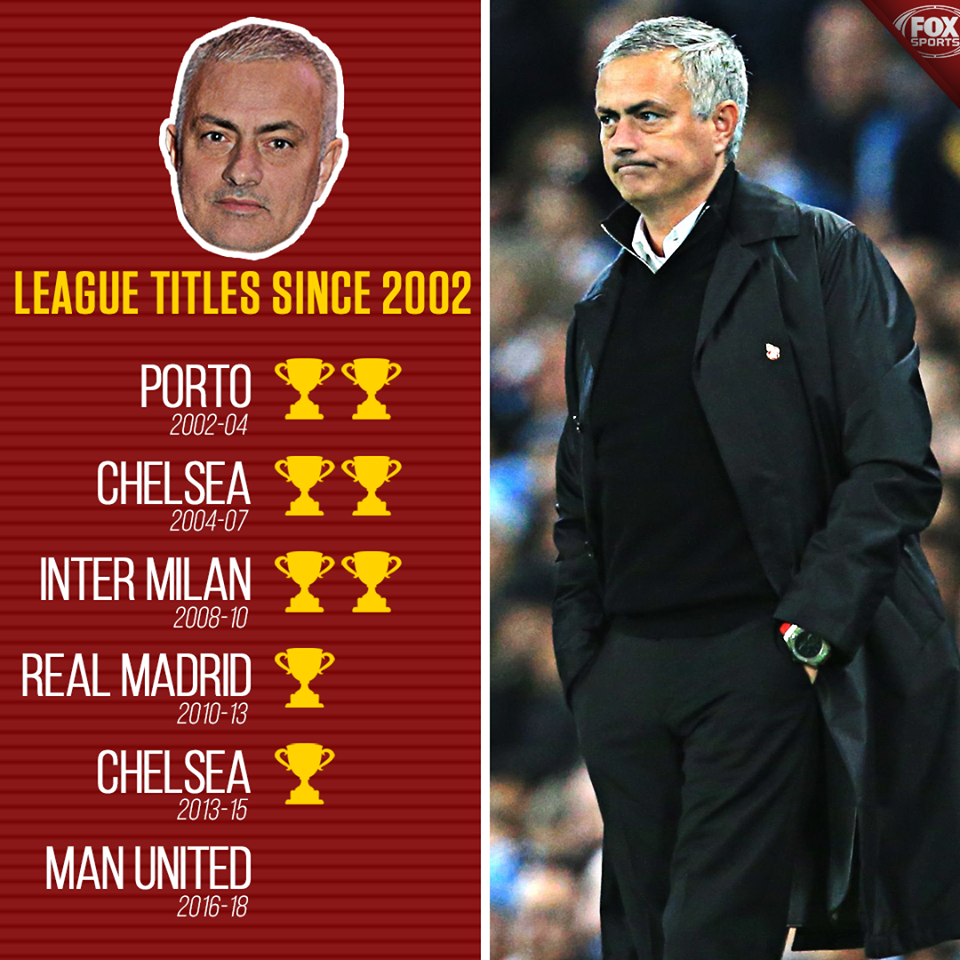 FOX
SPORTS
LEAGUE TITLES SINCE 2002
PORTO
2002-04
CHELSEA
2004-07
INTER MILAN
2008-10
REAL MADRID
2010-13
CHELSEA
2013-15
MAN UNITED
2016-18